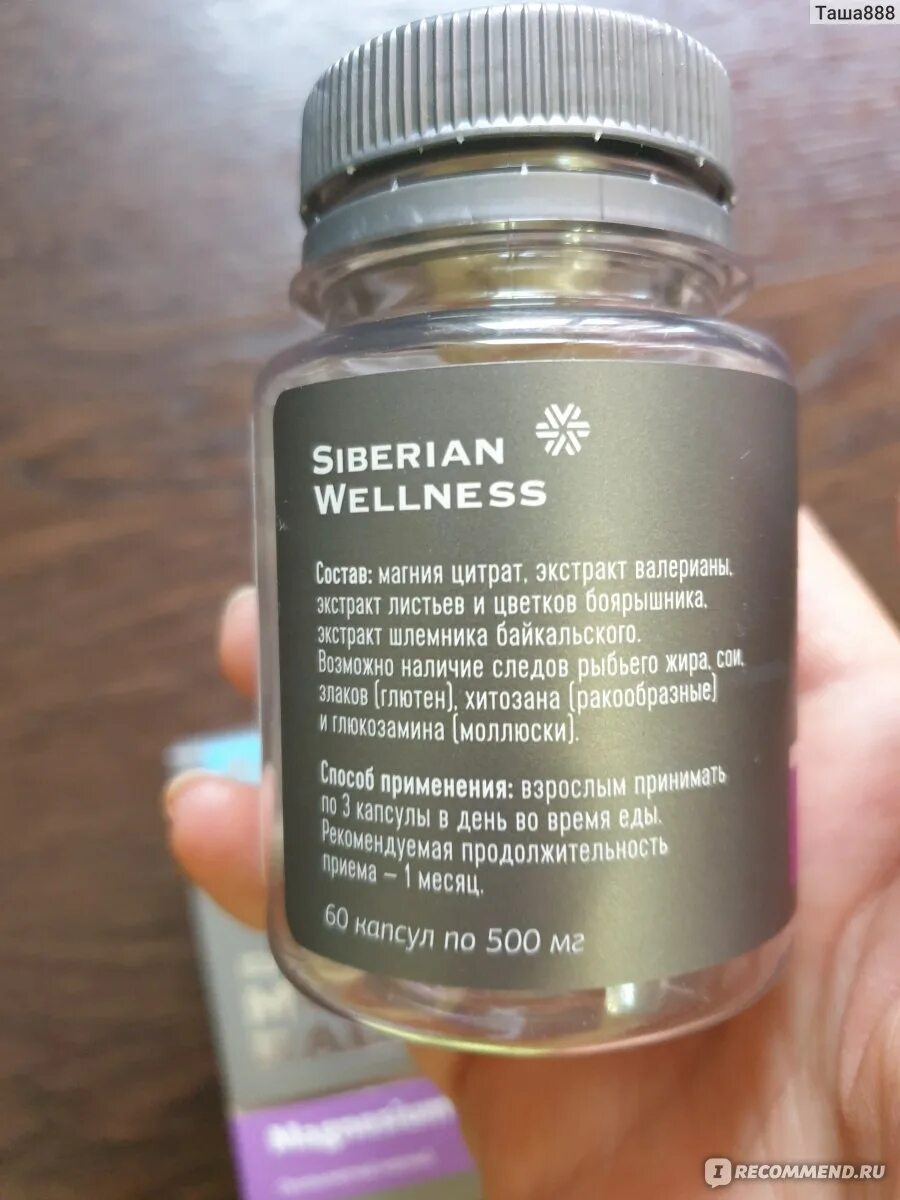 Таша888
SIBERIAN
WELLNESS
Состав: магния цитрат, экстракт валерианы,
экстракт листьев и цветков боярышника,
экстракт шлемника байкальского.
Возможно наличие следов рыбьего жира, сои,
злаков (глютен), хитозана (ракообразные)
и глюкозамина (моллюски).
Способ применения: взрослым принимать
по 3 капсулы в день во время еды.
Рекомендуемая продолжительность
приема – 1 месяц.
60 капсул по 500 мг
Magnesium
I RECOMMEND.RU